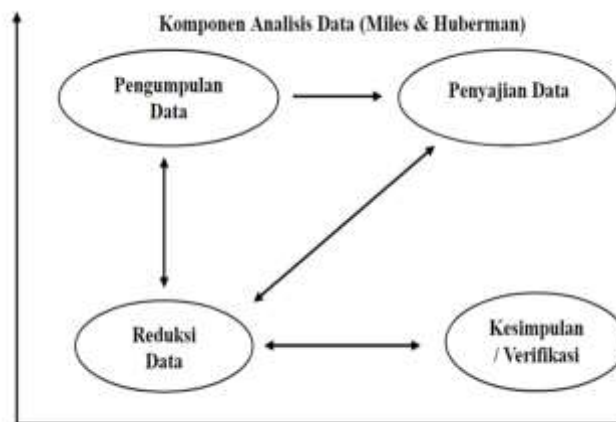 Komponen Analisis Data (Miles & Huberman)
Pengumpulan
Data
Penyajian Data
Reduksi
Data
Kesimpulan
/ Verifikasi